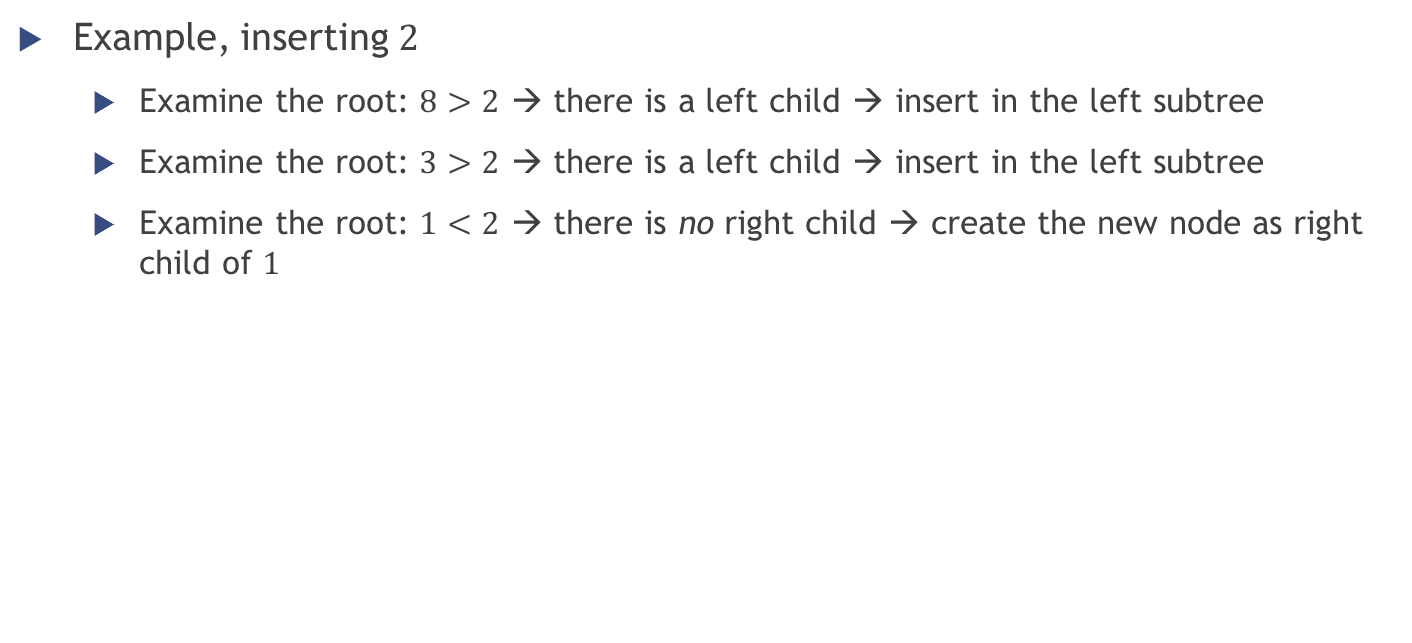 Example, inserting 2
Examine the root: 8 > 2 → there is a left child → insert in the left subtree
Examine the root: 3 > 2 → there is a left child → insert in the left subtree
Examine the root: 1 < 2 → there is no right child → create the new node as right
child of 1